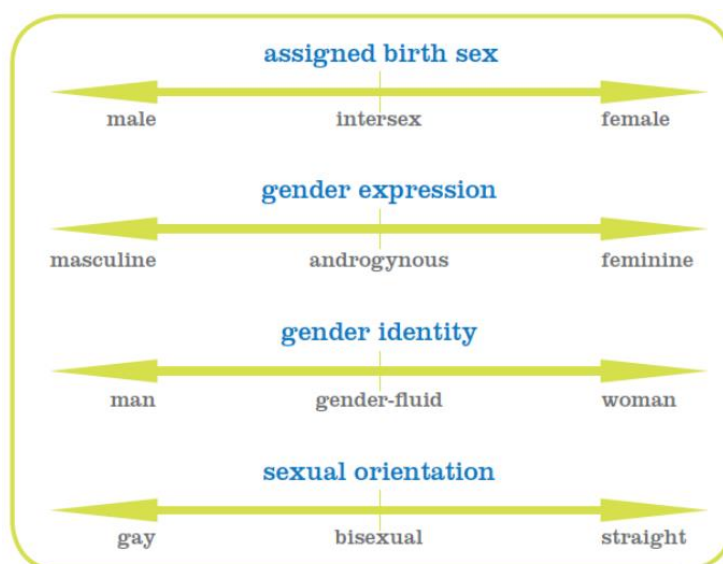 assigned birth sex
male intersex female
gender expression
masculine androgynous feminine
gender identity
man gender-fluid woman
sexual orientation
gay bisexual straight